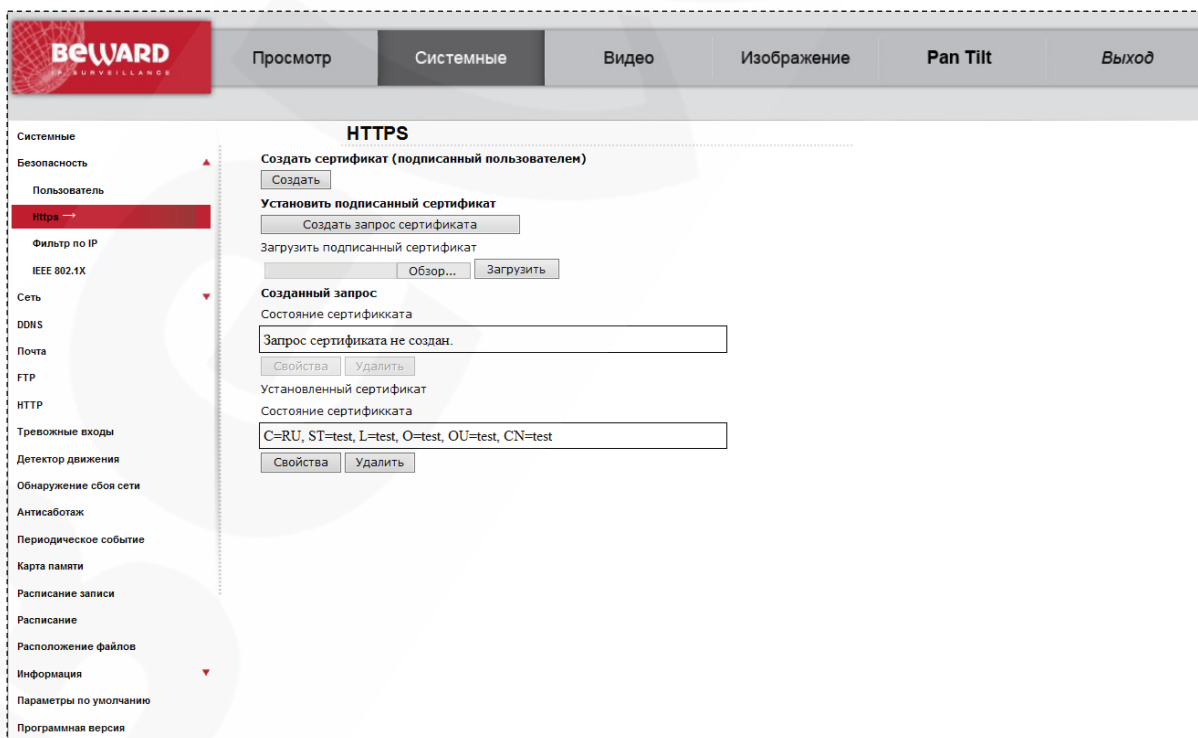 BEWARD
IP SURVEILLANCE
Просмотр Системные Видео Изображение Pan Tilt Выход
Системные
Безопасность
Пользователь
Https →
Фильтр по IP
IEEE 802.1X
Сеть
DDNS
Почта
FTP
HTTP
Тревожные входы
Детектор движения
Обнаружение сбоя сети
Антисаботаж
Периодическое событие
Карта памяти
Расписание записи
Расписание
Расположение файлов
Информация
Параметры по умолчанию
Программная версия
HTTPS
Создать сертификат (подписанный пользователем)
Создать
Установить подписанный сертификат
Создать запрос сертификата
Загрузить подписанный сертификат
Обзор... Загрузить
Созданный запрос
Состояние сертификката
Запрос сертификата не создан.
Свойства Удалить
Установленный сертификат
Состояние сертификката
C=RU, ST=test, L=test, O=test, OU=test, CN=test
Свойства Удалить